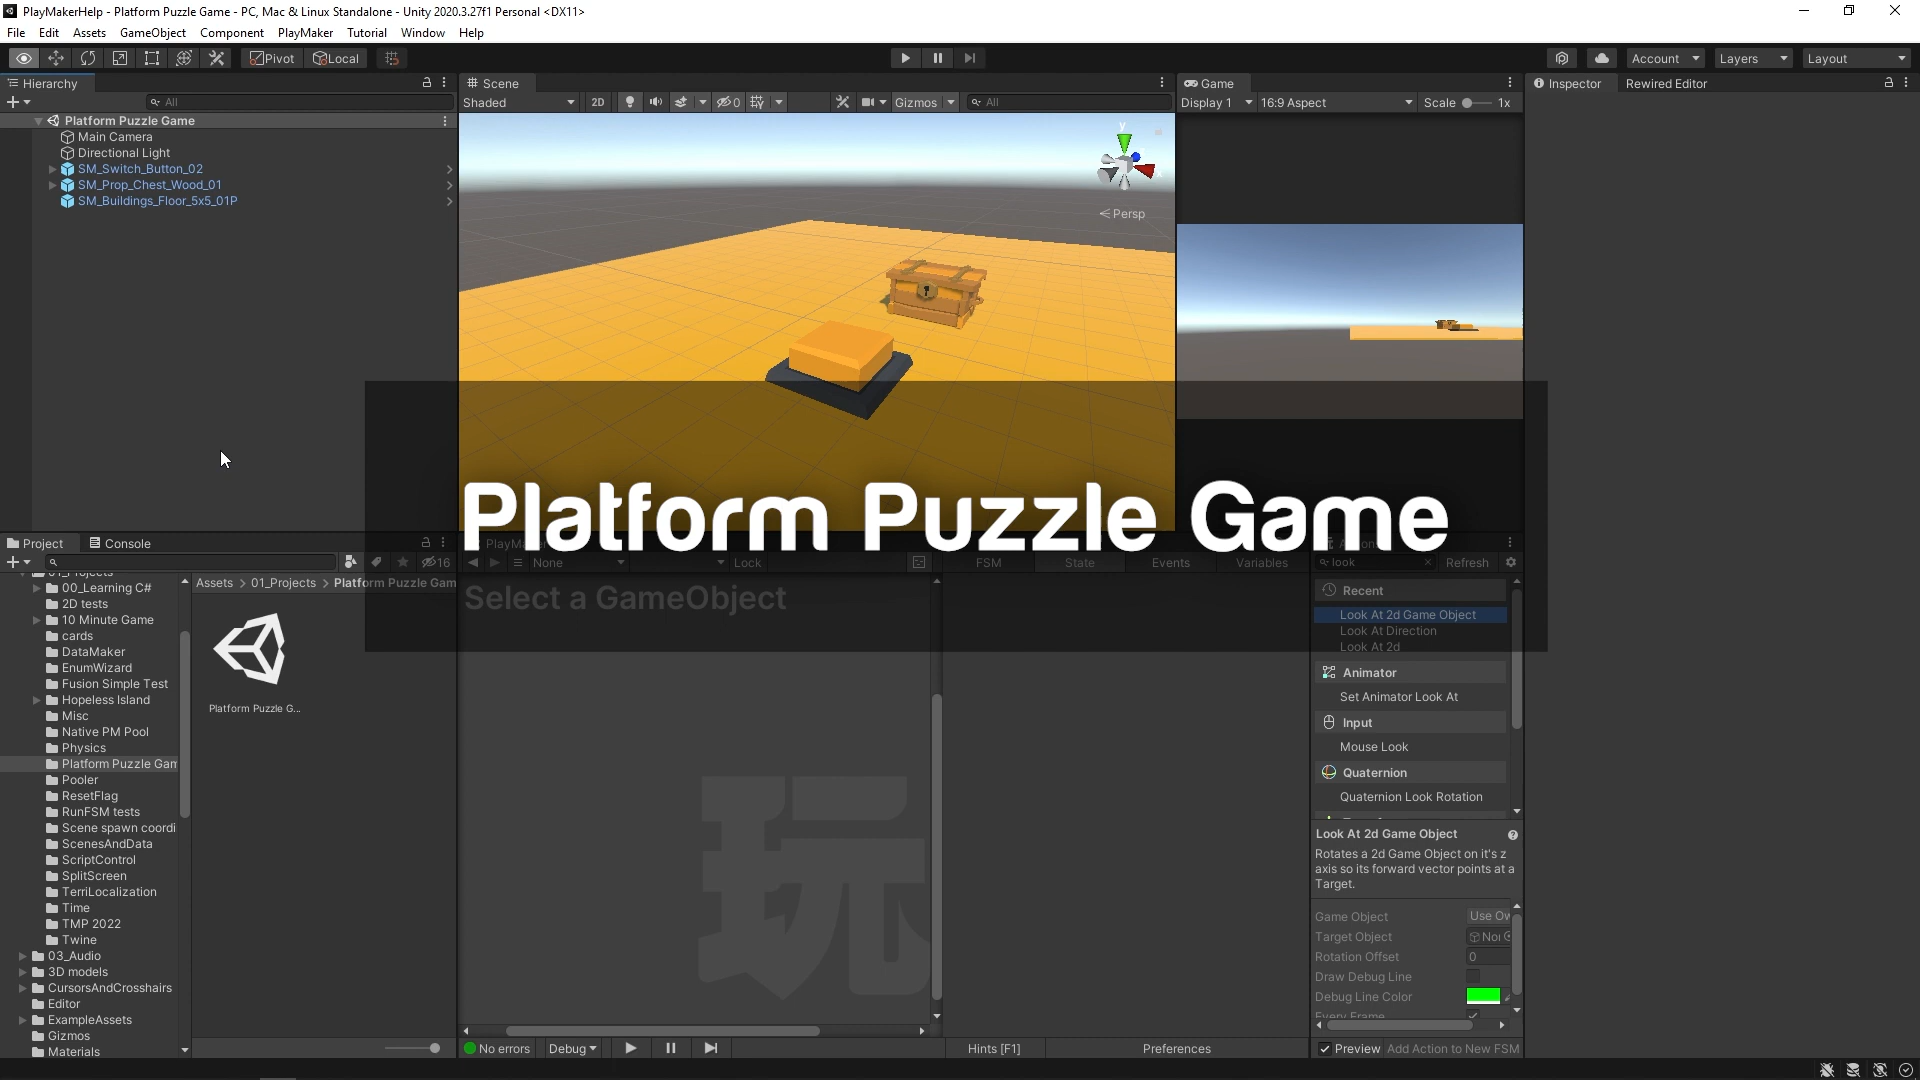 PlayMakerHelp - Platform Puzzle Game - PC, Mac & Linux Standalone - Unity 2020.3.27f1 Personal <DX11>
File Edit Assets GameObject Component PlayMaker Tutorial Window Help
Pivot Local Account Layers Layout
Hierarchy
All
Platform Puzzle Game
Main Camera
Directional Light
SM_Switch_Button_02
SM_Prop_Chest_Wood_01
SM_Buildings_Floor_5x5_01P
Scene
Shaded 2D 0 Gizmos All
y
Persp
Game
Display 1 16:9 Aspect Scale 1x
Inspector Rewired Editor
Platform Puzzle Game
Project Console
16
00_Learning C#
2D tests
10 Minute Game
cards
DataMaker
EnumWizard
Fusion Simple Test
Hopeless Island
Misc
Native PM Pool
Physics
Platform Puzzle Gam
Pooler
ResetFlag
RunFSM tests
Scene spawn coordi
ScenesAndData
ScriptControl
SplitScreen
TerriLocalization
Time
TMP 2022
Twine
03_Audio
3D models
CursorsAndCrosshairs
Editor
ExampleAssets
Gizmos
Materials
Assets > 01_Projects > Platform Puzzle Gam
Platform Puzzle G...
None Lock FSM State Events Variables
Select a GameObject
玩
No errors Debug Hints [F1] Preferences
look Refresh
Recent
Look At 2d Game Object
Look At Direction
Look At 2d
Animator
Set Animator Look At
Input
Mouse Look
Quaternion
Quaternion Look Rotation
Look At 2d Game Object
Rotates a 2d Game Object on it's z
axis so its forward vector points at a
Target.
Game Object Use Ow
Target Object
Rotation Offset 0
Draw Debug Line
Debug Line Color
Every Frame
Preview Add Action to New FSM